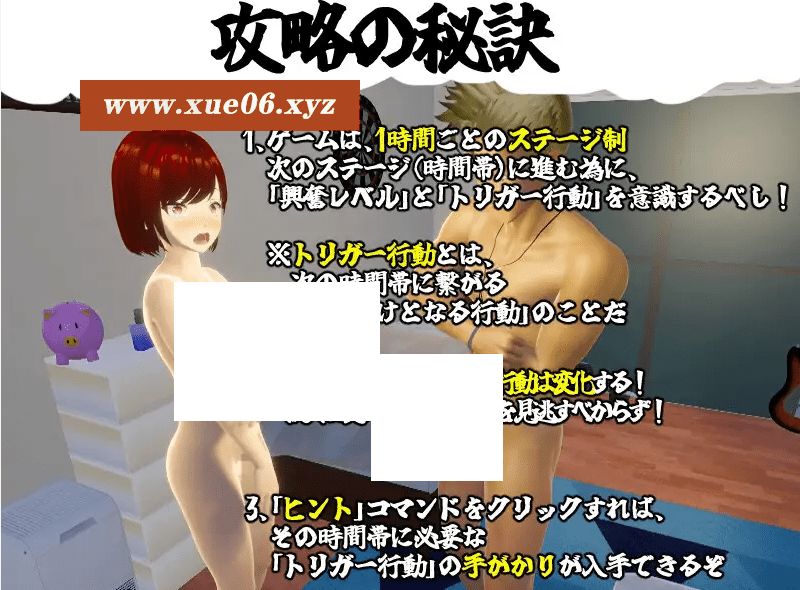 攻略の秘訣
www.xue06.xyz
1、ゲームは、1時間ごとのステージ制
次のステージ(時間帯)に進む為に、
「興奮レベル」と「トリガー行動」を意識するべし!
※トリガー行動とは、
次の時間帯に繋がる
けとなる行動」のことだ
行動は変化する!
を見逃すべからず!
3、「ヒント」コマンドをクリックすれば、
その時間帯に必要な
「トリガー行動」の手がかりが入手できるぞ